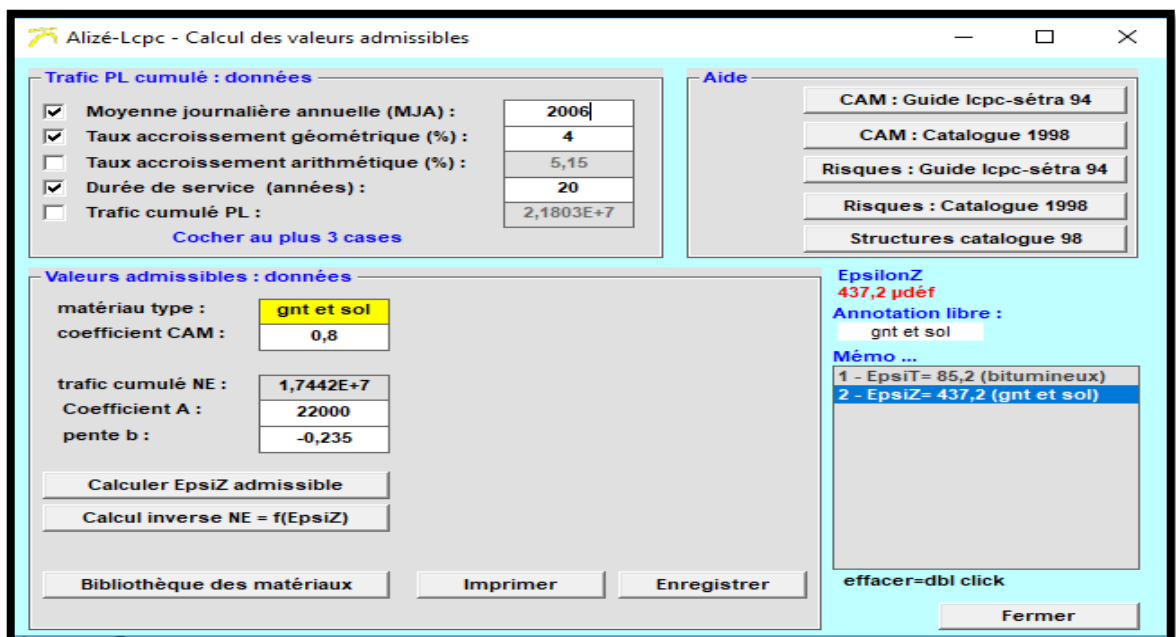 Alizé-Lcpc - Calcul des valeurs admissibles
Trafic PL cumulé : données
Moyenne journalière annuelle (MJA) : 2006
Taux accroissement géométrique (%) : 4
Taux accroissement arithmétique (%) : 5,15
Durée de service (années) : 20
Trafic cumulé PL : 2,1803E+7
Cocher au plus 3 cases
Aide
CAM : Guide lcpc-sétra 94
CAM : Catalogue 1998
Risques : Guide lcpc-sétra 94
Risques : Catalogue 1998
Structures catalogue 98
Valeurs admissibles : données
matériau type : gnt et sol
coefficient CAM : 0,8
trafic cumulé NE : 1,7442E+7
Coefficient A : 22000
pente b : -0,235
Calculer EpsiZ admissible
Calcul inverse NE = f(EpsiZ)
Bibliothèque des matériaux
Imprimer
Enregistrer
EpsilonZ
437,2 µdéf
Annotation libre :
gnt et sol
Mémo ...
1 - EpsiT= 85,2 (bitumineux)
2 - EpsiZ= 437,2 (gnt et sol)
effacer=dbl click
Fermer